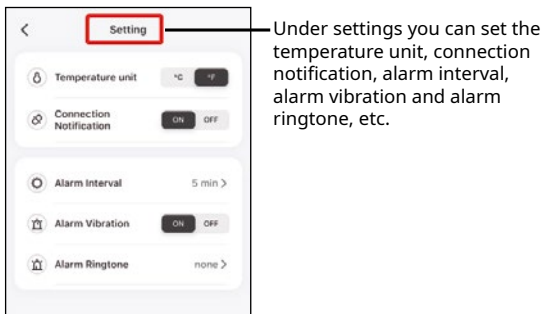 Setting
Temperature unit °C °F
Connection
Notification ON OFF
Alarm Interval 5 min >
Alarm Vibration ON OFF
Alarm Ringtone none >
Under settings you can set the
temperature unit, connection
notification, alarm interval,
alarm vibration and alarm
ringtone, etc.